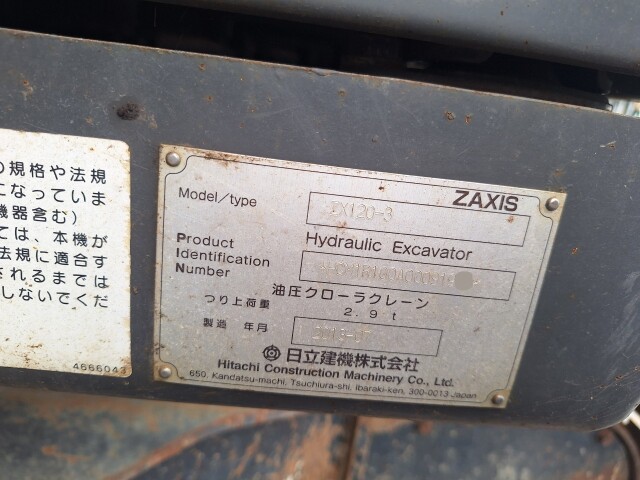 の規格や法規
になっていま
機器含む)
ては、本機が
法規に適合す
されるまでは
しないでくだ
4666043
ZAXIS
Model/type ZX120-3
Hydraulic Excavator
Product
Identification
Number
油圧クローラクレーン
つり上荷重 2.9t
製造 年月
日立建機株式会社
Hitachi Construction Machinery Co., Ltd.
650, Kandatsu-machi, Tsuchiura-shi, Ibaraki-ken, 300-0013 Japan